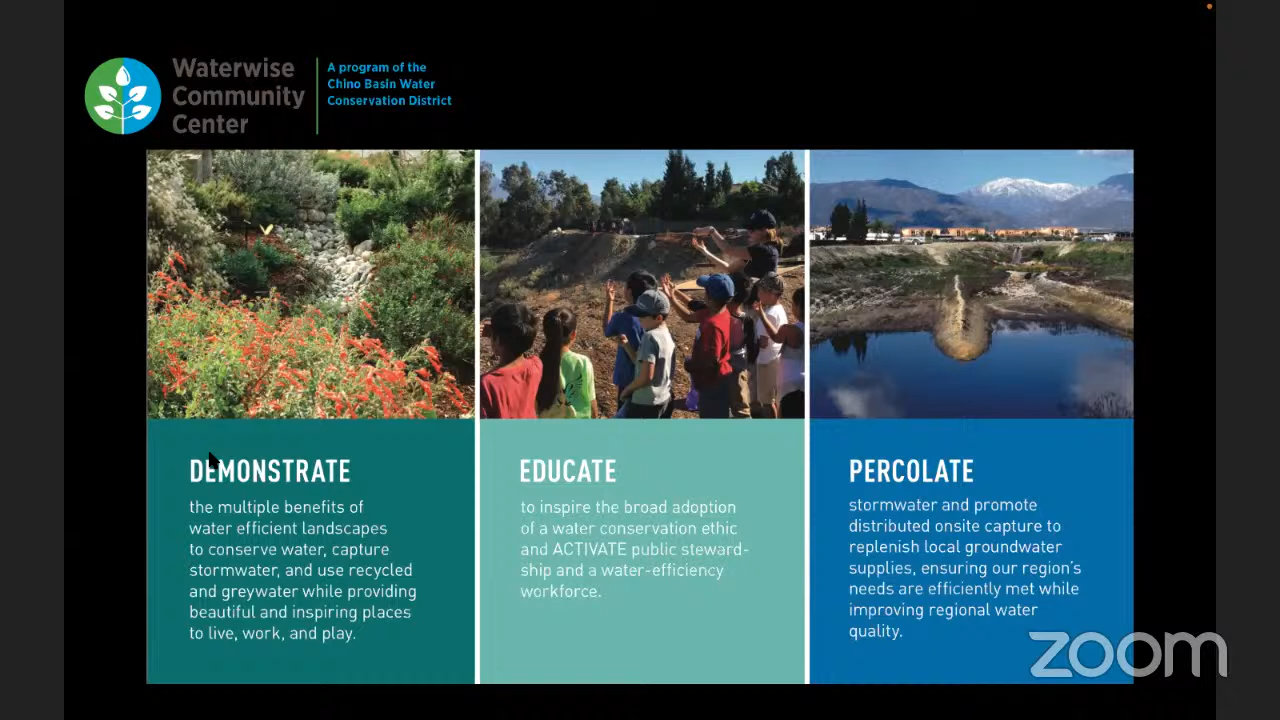 Waterwise
Community
Center
A program of the
Chino Basin Water
Conservation District
DEMONSTRATE
the multiple benefits of
water efficient landscapes
to conserve water, capture
stormwater, and use recycled
and greywater while providing
beautiful and inspiring places
to live, work, and play.
EDUCATE
to inspire the broad adoption
of a water conservation ethic
and ACTIVATE public steward-
ship and a water-efficiency
workforce.
PERCOLATE
stormwater and promote
distributed onsite capture to
replenish local groundwater
supplies, ensuring our region's
needs are efficiently met while
improving regional water
quality.
zoom